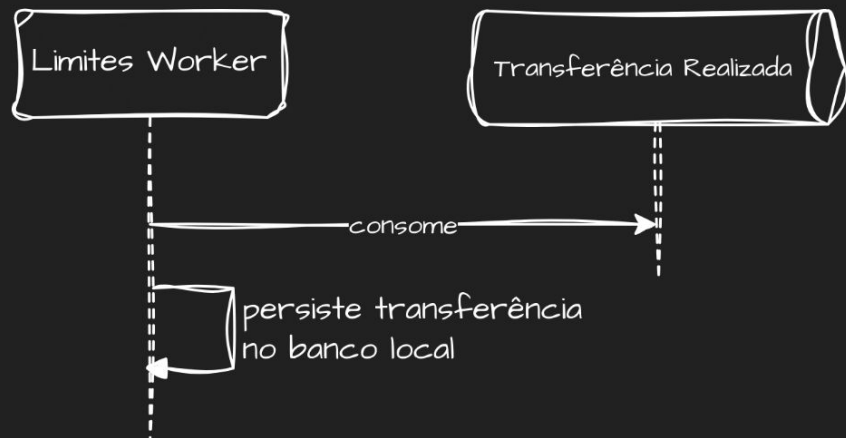 Limites Worker
Transferência Realizada
consome
persiste transferência
no banco local